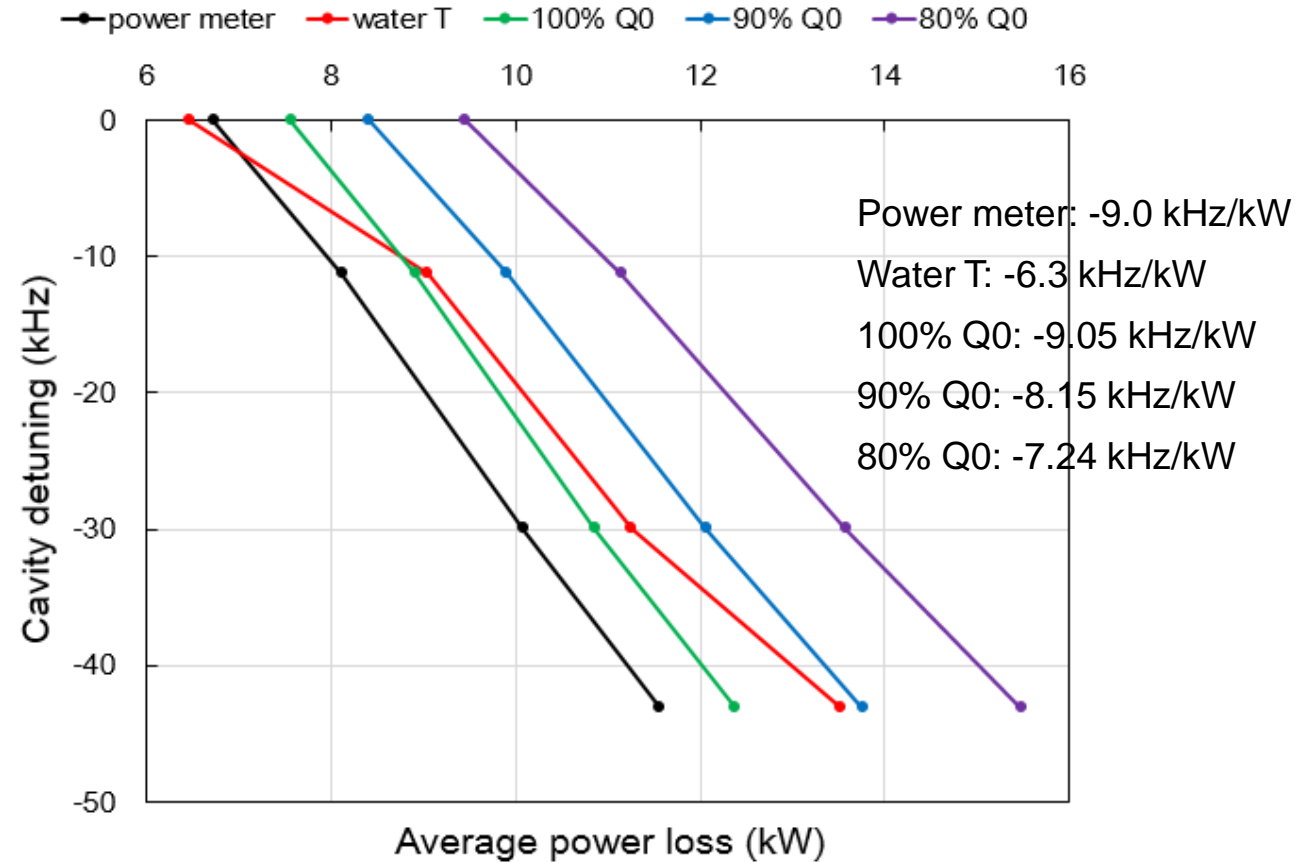 power meter water T 100% Q0 90% Q0 80% Q0
6 8 10 12 14 16
0
-10
-20
-30
-40
-50
Cavity detuning (kHz)
Power meter: -9.0 kHz/kW
Water T: -6.3 kHz/kW
100% Q0: -9.05 kHz/kW
90% Q0: -8.15 kHz/kW
80% Q0: -7.24 kHz/kW
Average power loss (kW)